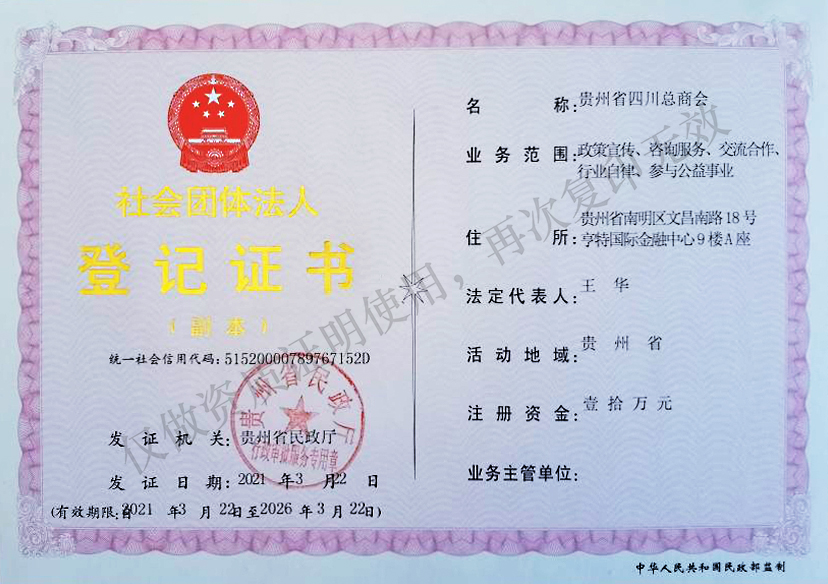 社会团体法人
登记证书
（副本）
统一社会信用代码：51520000789767152D
发证机关：贵州省民政厅
发证日期：2021 年3 月22 日
（有效期限：自2021 年3 月22日至2026年3月22日）
贵州省民政厅
行政审批服务专用章
名称：贵州省四川总商会
业务范围：政策宣传、咨询服务、交流合作、
行业自律、参与公益事业
住所：贵州省南明区文昌南路18号
亨特国际金融中心9楼A座
法定代表人：王 华
活动地域：贵 州 省
注册资金：壹拾万元
业务主管单位：
中华人民共和国民政部监制
仅做资质证明使用，再次复印无效